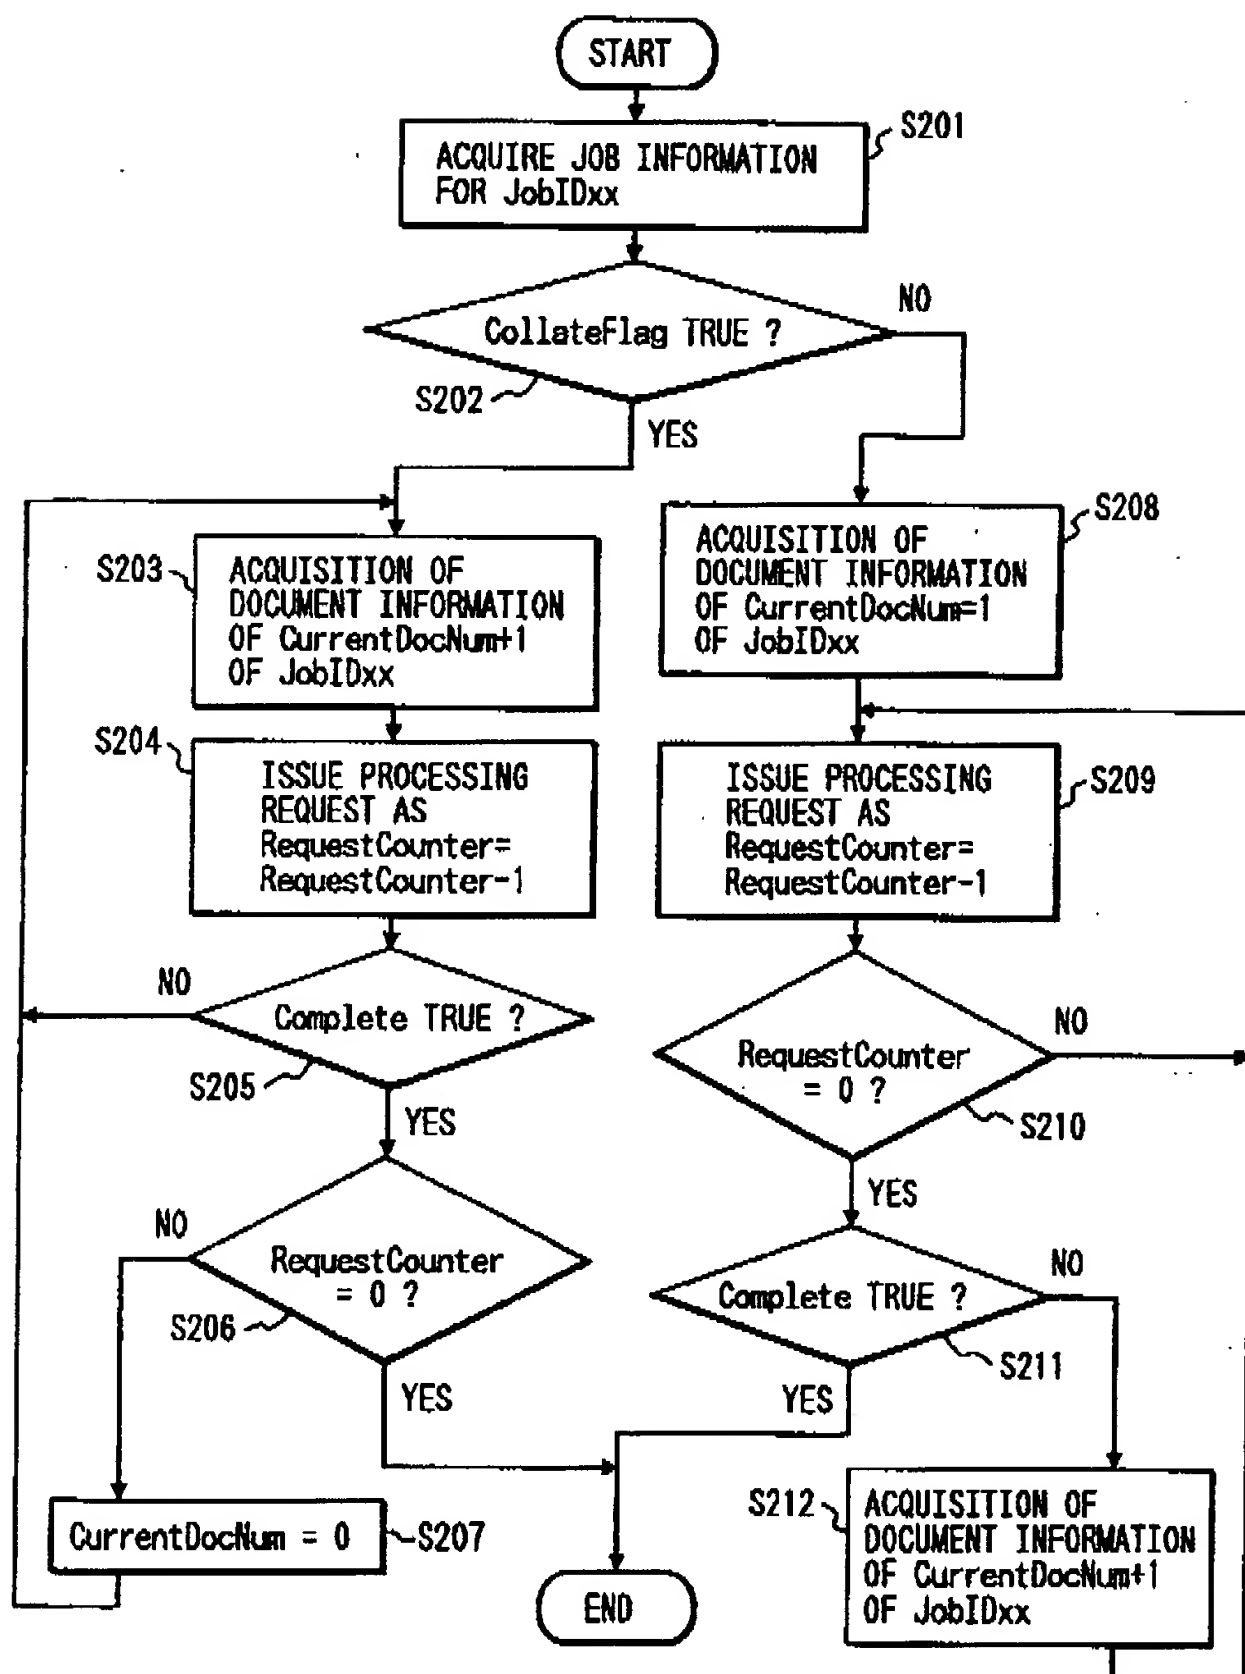 START
S201
ACQUIRE JOB INFORMATION
FOR JobIDxx
NO
CollateFlag TRUE ?
S202
YES
S203
ACQUISITION OF
DOCUMENT INFORMATION
OF CurrentDocNum+1
OF JobIDxx
S204
ISSUE PROCESSING
REQUEST AS
RequestCounter=
RequestCounter-1
NO
Complete TRUE ?
S205
YES
NO
RequestCounter
= 0 ?
S206
YES
CurrentDocNum = 0
S207
S208
ACQUISITION OF
DOCUMENT INFORMATION
OF CurrentDocNum=1
OF JobIDxx
S209
ISSUE PROCESSING
REQUEST AS
RequestCounter=
RequestCounter-1
NO
RequestCounter
= 0 ?
S210
YES
NO
Complete TRUE ?
S211
YES
S212
ACQUISITION OF
DOCUMENT INFORMATION
OF CurrentDocNum+1
OF JobIDxx
END